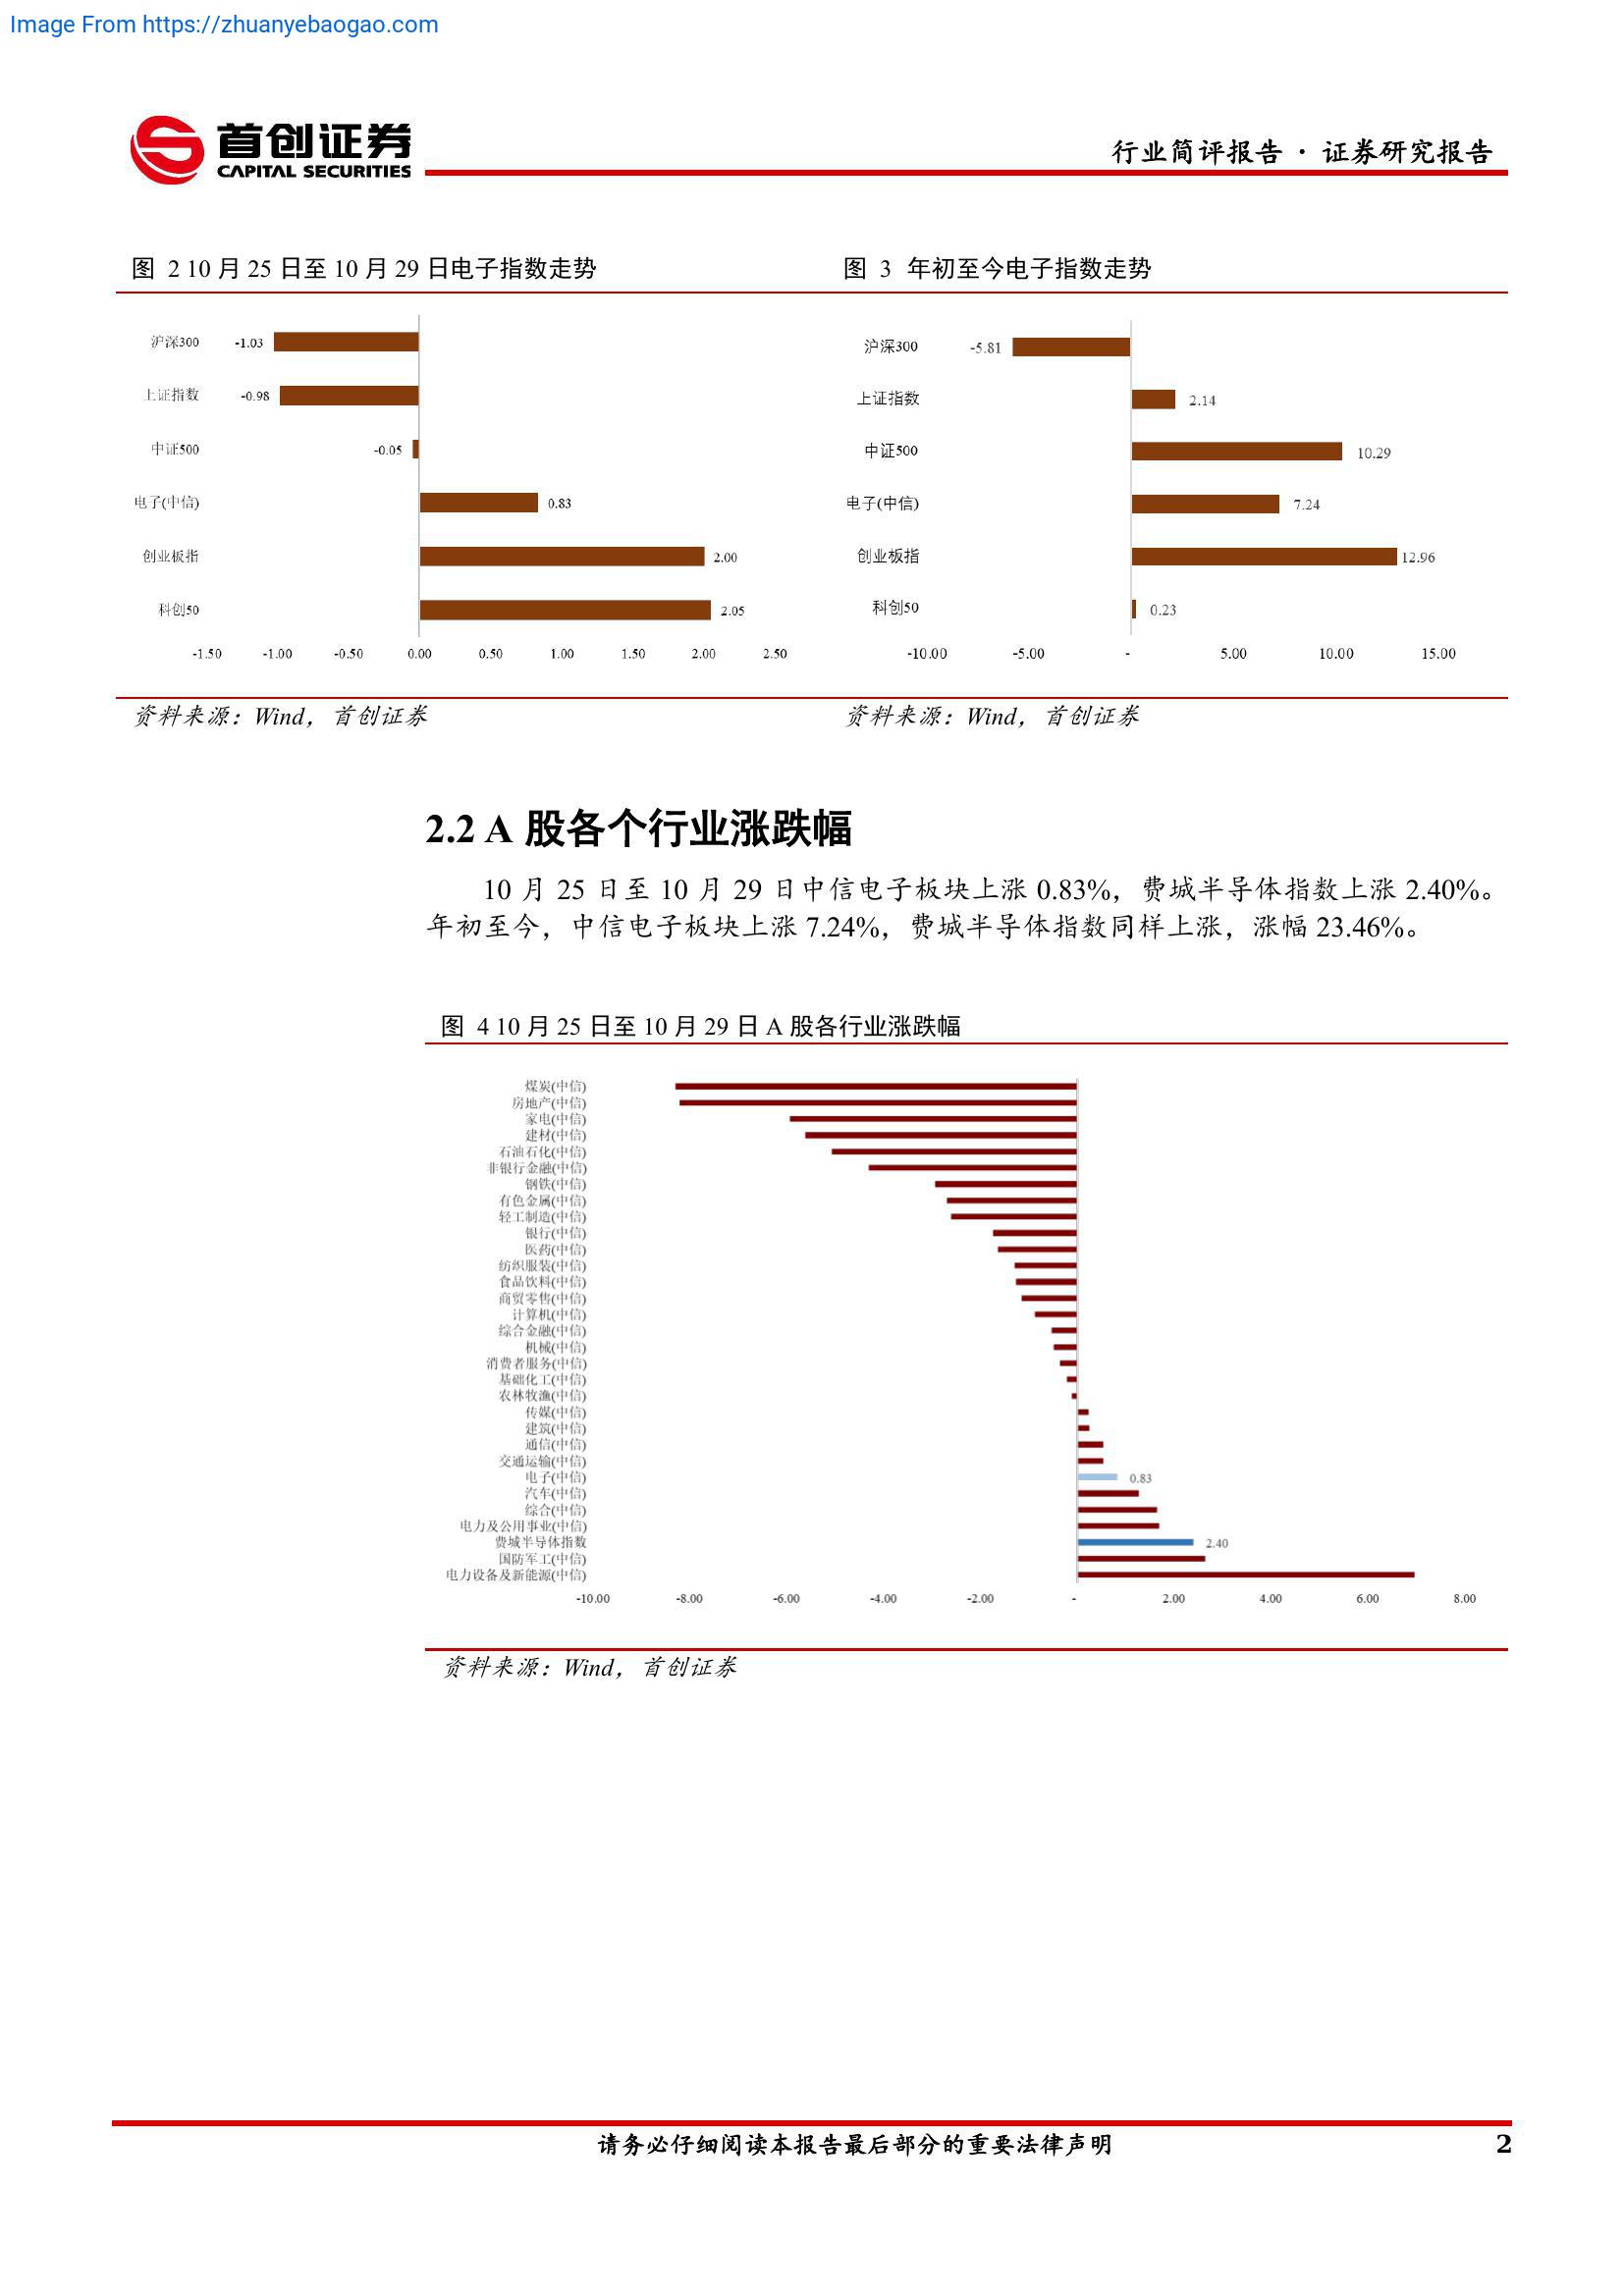 Image From https://zhuanyebaogao.com
首创证券
CAPITAL SECURITIES
行业简评报告 · 证券研究报告
图 2 10 月 25 日至 10 月 29 日电子指数走势
沪深300 -1.03
上证指数 -0.98
中证500 -0.05
电子(中信) 0.83
创业板指 2.00
科创50 2.05
-1.50 -1.00 -0.50 0.00 0.50 1.00 1.50 2.00 2.50
资料来源：Wind，首创证券
图 3 年初至今电子指数走势
沪深300 -5.81
上证指数 2.14
中证500 10.29
电子(中信) 7.24
创业板指 12.96
科创50 0.23
-10.00 -5.00 - 5.00 10.00 15.00
资料来源：Wind，首创证券
2.2 A 股各个行业涨跌幅
10 月 25 日至 10 月 29 日中信电子板块上涨 0.83%，费城半导体指数上涨 2.40%。
年初至今，中信电子板块上涨 7.24%，费城半导体指数同样上涨，涨幅 23.46%。
图 4 10 月 25 日至 10 月 29 日 A 股各行业涨跌幅
煤炭(中信)
房地产(中信)
家电(中信)
建材(中信)
石油石化(中信)
非银行金融(中信)
钢铁(中信)
有色金属(中信)
轻工制造(中信)
银行(中信)
医药(中信)
纺织服装(中信)
食品饮料(中信)
商贸零售(中信)
计算机(中信)
综合金融(中信)
机械(中信)
消费者服务(中信)
基础化工(中信)
农林牧渔(中信)
传媒(中信)
建筑(中信)
通信(中信)
交通运输(中信)
电子(中信) 0.83
汽车(中信)
综合(中信)
电力及公用事业(中信)
费城半导体指数 2.40
国防军工(中信)
电力设备及新能源(中信)
-10.00 -8.00 -6.00 -4.00 -2.00 - 2.00 4.00 6.00 8.00
资料来源：Wind，首创证券
请务必仔细阅读本报告最后部分的重要法律声明
2